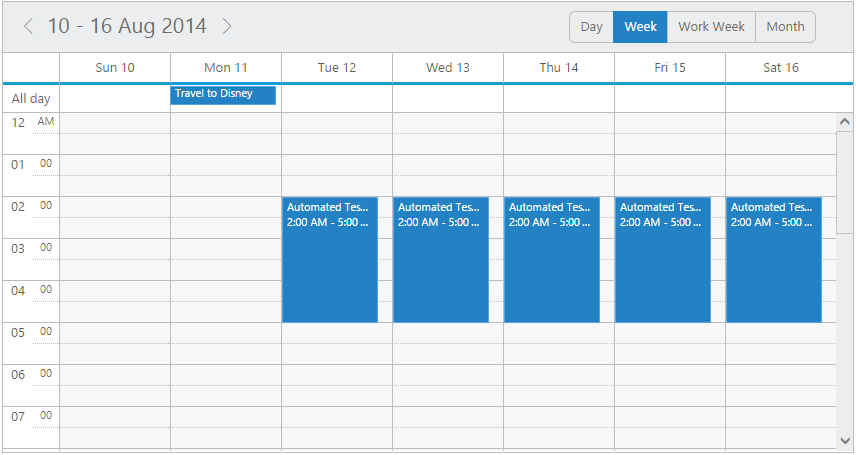 10 - 16 Aug 2014 Day Week Work Week Month
Sun 10 Mon 11 Tue 12 Wed 13 Thu 14 Fri 15 Sat 16
All day Travel to Disney
12 AM
01 00
02 00 Automated Tes... Automated Tes... Automated Tes... Automated Tes... Automated Tes...
2:00 AM - 5:00 ... 2:00 AM - 5:00 ... 2:00 AM - 5:00 ... 2:00 AM - 5:00 ... 2:00 AM - 5:00 ...
03 00
04 00
05 00
06 00
07 00